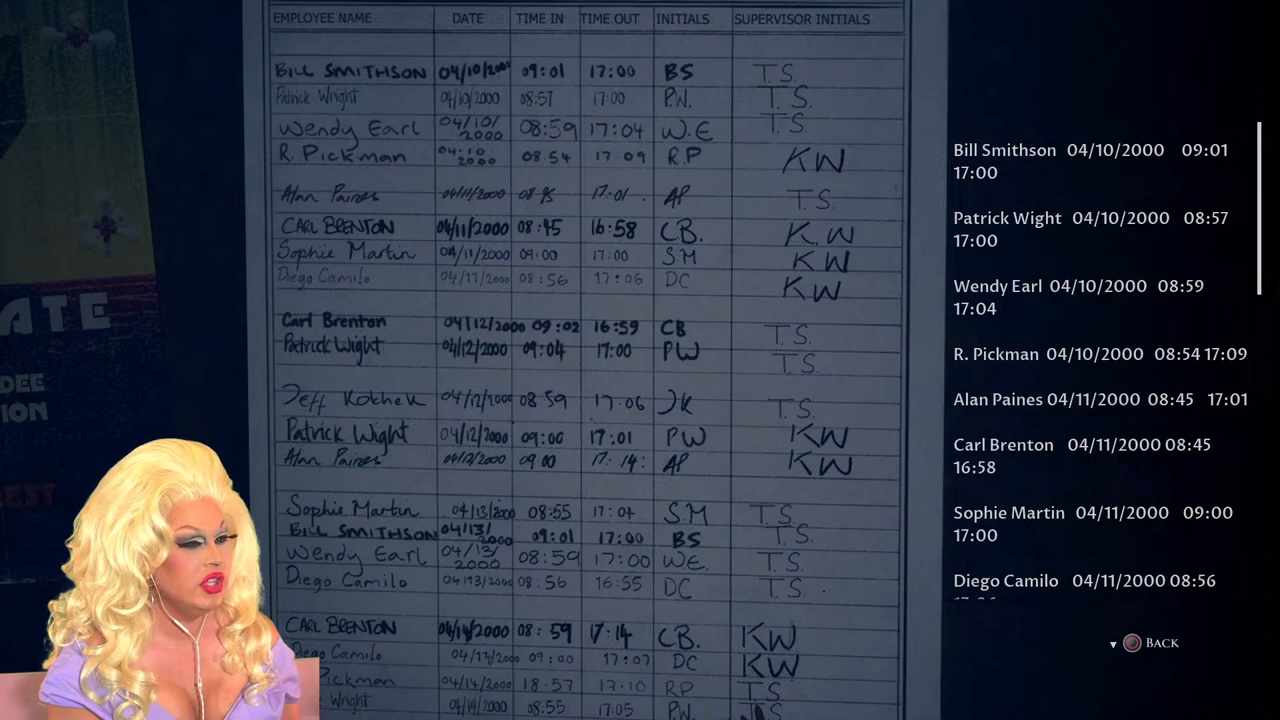 EMPLOYEE NAME DATE TIME IN TIME OUT INITIALS SUPERVISOR INITIALS
BILL SMITHSON 04/10/2000 09:01 17:00 BS T.S.
Patrick Wright 04/10/2000 08:57 17:00 P.W. T.S.
Wendy Earl 04/10/2000 08:59 17:04 W.E T.S.
R. Pickman 04.10 2000 08.54 17.09 R.P KW
Alan Paines 04/11/2000 17:01 AP T.S.
CARL BRENTON 04/11/2000 08:45 16:58 CB. K.W
Sophie Martin 04/11/2000 09:00 17:00 SM KW
Diego Camilo 04/11/2000 08:56 17:06 DC KW
Carl Brenton 04/12/2000 09:02 16:59 CB T.S.
Patrick Wight 04/12/2000 09:04 17:00 PW T.S.
Jeff Kothek 04/12/2000 08 59 17.06 JK T.S.
Patrick Wight 04/12/2000 09:00 17:01 PW KW
Alan Paines 04/12/2000 09:00 17:14: AP KW
Sophie Martin 04/13/2000 08:55 17:04 S.M T.S.
BILL SMITHSON 04/13/2000 09:01 17:00 BS T.S.
Wendy Earl 04/13/2000 08:59 17:00 WE. T.S.
Diego Camilo 04/13/2000 08:56 16:55 DC T.S.
CARL BRENTON 04/14/2000 08:59 17:14 CB. KW
Diego Camilo 04/14/2000 09:00 17:07 DC KW
Pickman 04/14/2000 18:57 17:10 RP T.S.
Wright 04/14/2000 08:55 17:05 P.W.
ATE
DEE
ION
EST
Bill Smithson 04/10/2000 09:01
17:00
Patrick Wight 04/10/2000 08:57
17:00
Wendy Earl 04/10/2000 08:59
17:04
R. Pickman 04/10/2000 08:54 17:09
Alan Paines 04/11/2000 08:45 17:01
Carl Brenton 04/11/2000 08:45
16:58
Sophie Martin 04/11/2000 09:00
17:00
Diego Camilo 04/11/2000 08:56
BACK